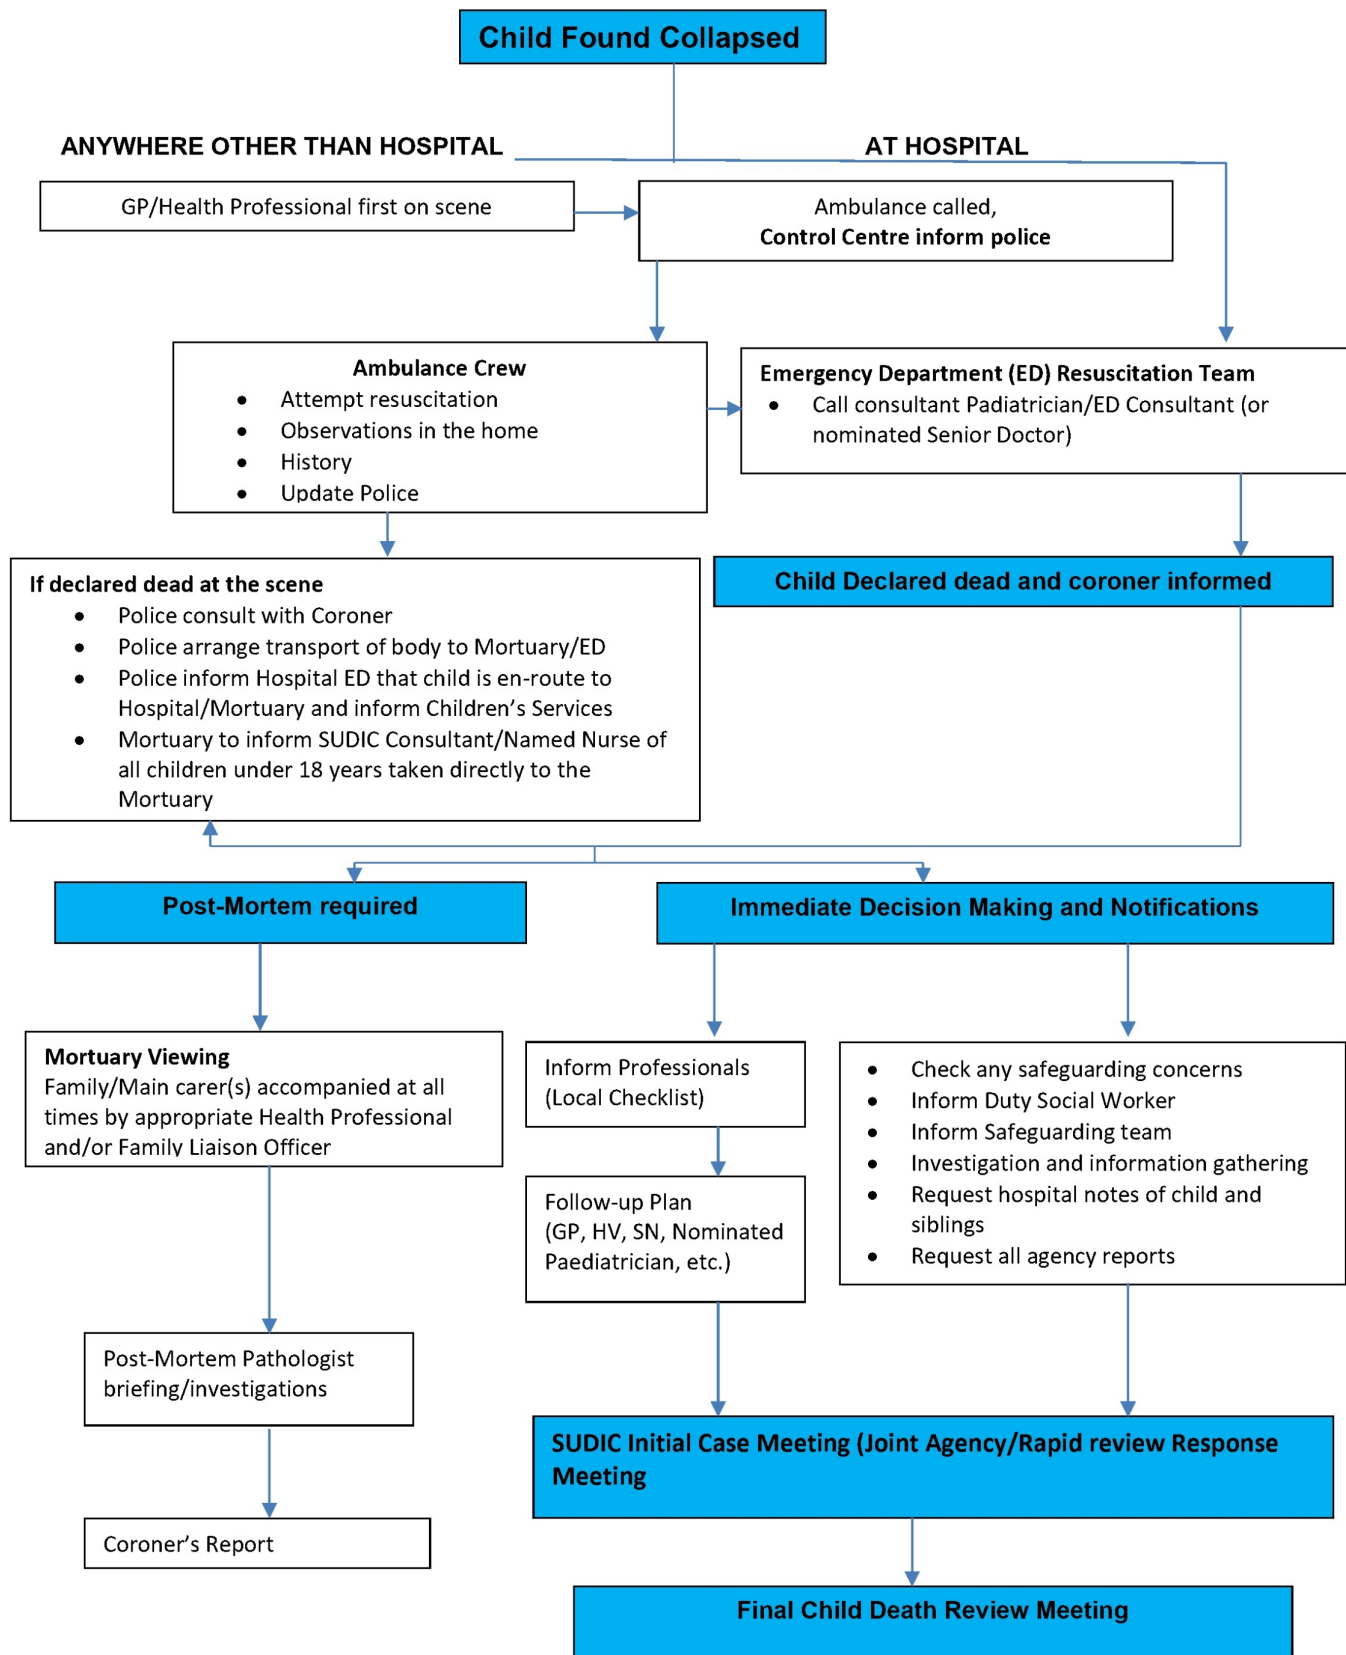 Child Found Collapsed
ANYWHERE OTHER THAN HOSPITAL
AT HOSPITAL
GP/Health Professional first on scene
Ambulance called,
Control Centre inform police
Ambulance Crew
• Attempt resuscitation
• Observations in the home
• History
• Update Police
Emergency Department (ED) Resuscitation Team
• Call consultant Padiatrician/ED Consultant (or
nominated Senior Doctor)
If declared dead at the scene
• Police consult with Coroner
• Police arrange transport of body to Mortuary/ED
• Police inform Hospital ED that child is en-route to
Hospital/Mortuary and inform Children’s Services
• Mortuary to inform SUDIC Consultant/Named Nurse of
all children under 18 years taken directly to the
Mortuary
Child Declared dead and coroner informed
Post-Mortem required
Immediate Decision Making and Notifications
Mortuary Viewing
Family/Main carer(s) accompanied at all
times by appropriate Health Professional
and/or Family Liaison Officer
Inform Professionals
(Local Checklist)
• Check any safeguarding concerns
• Inform Duty Social Worker
• Inform Safeguarding team
• Investigation and information gathering
• Request hospital notes of child and
siblings
• Request all agency reports
Follow-up Plan
(GP, HV, SN, Nominated
Paediatrician, etc.)
Post-Mortem Pathologist
briefing/investigations
SUDIC Initial Case Meeting (Joint Agency/Rapid review Response
Meeting
Coroner’s Report
Final Child Death Review Meeting